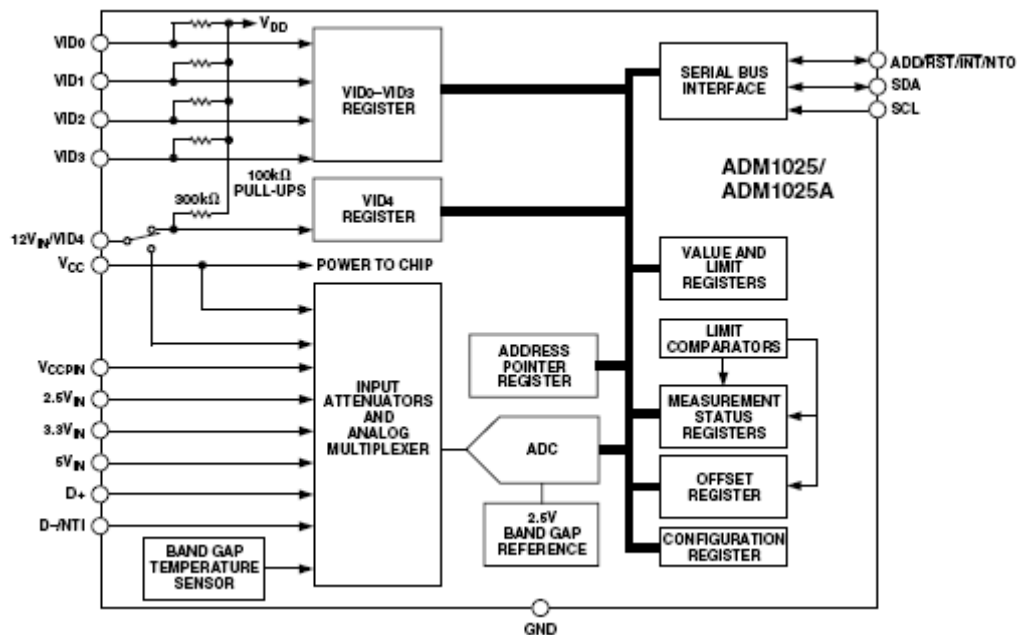 VID0
VID1
VID2
VID3
12VIN/VID4
VCC
VCCPIN
2.5VIN
3.3VIN
5VIN
D+
D–/NTI
VDD
100kΩ
PULL-UPS
300kΩ
VID0–VID3
REGISTER
VID4
REGISTER
POWER TO CHIP
INPUT
ATTENUATORS
AND
ANALOG
MULTIPLEXER
BAND GAP
TEMPERATURE
SENSOR
ADDRESS
POINTER
REGISTER
ADC
2.5V
BAND GAP
REFERENCE
SERIAL BUS
INTERFACE
ADD/RST/INT/NTO
SDA
SCL
ADM1025/
ADM1025A
VALUE AND
LIMIT
REGISTERS
LIMIT
COMPARATORS
MEASUREMENT
STATUS
REGISTERS
OFFSET
REGISTER
CONFIGURATION
REGISTER
GND